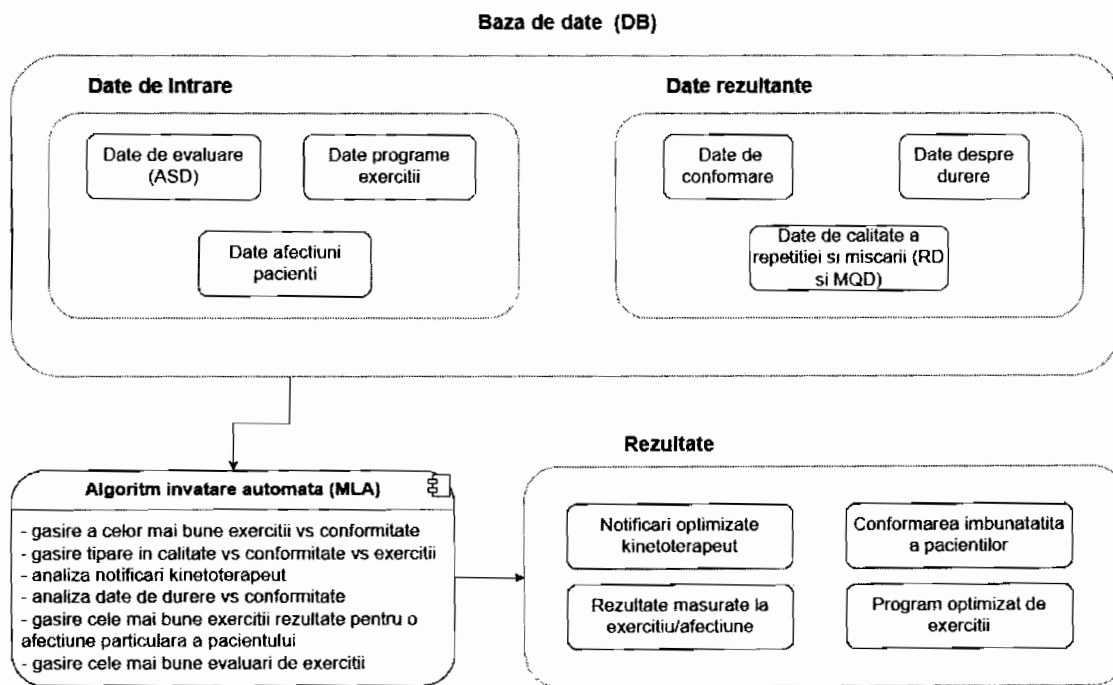 Baza de date (DB)
Date de intrare
Date rezultante
Date de evaluare
(ASD)
Date programe
exercitii
Date afectiuni
pacienti
Date de
conformare
Date despre
durere
Date de calitate a
repetitiei si miscarii (RD
si MQD)
Algoritm invatare automata (MLA)
- gasire a celor mai bune exercitii vs conformitate
- gasire tipare in calitate vs conformitate vs exercitii
- analiza notificari kinetoterapeut
- analiza date de durere vs conformitate
- gasire cele mai bune exercitii rezultate pentru o
afectiune particulara a pacientului
- gasire cele mai bune evaluari de exercitii
Rezultate
Notificari optimizate
kinetoterapeut
Conformarea imbunatatita
a pacientilor
Rezultate masurate la
exercitiu/afectiune
Program optimizat de
exercitii